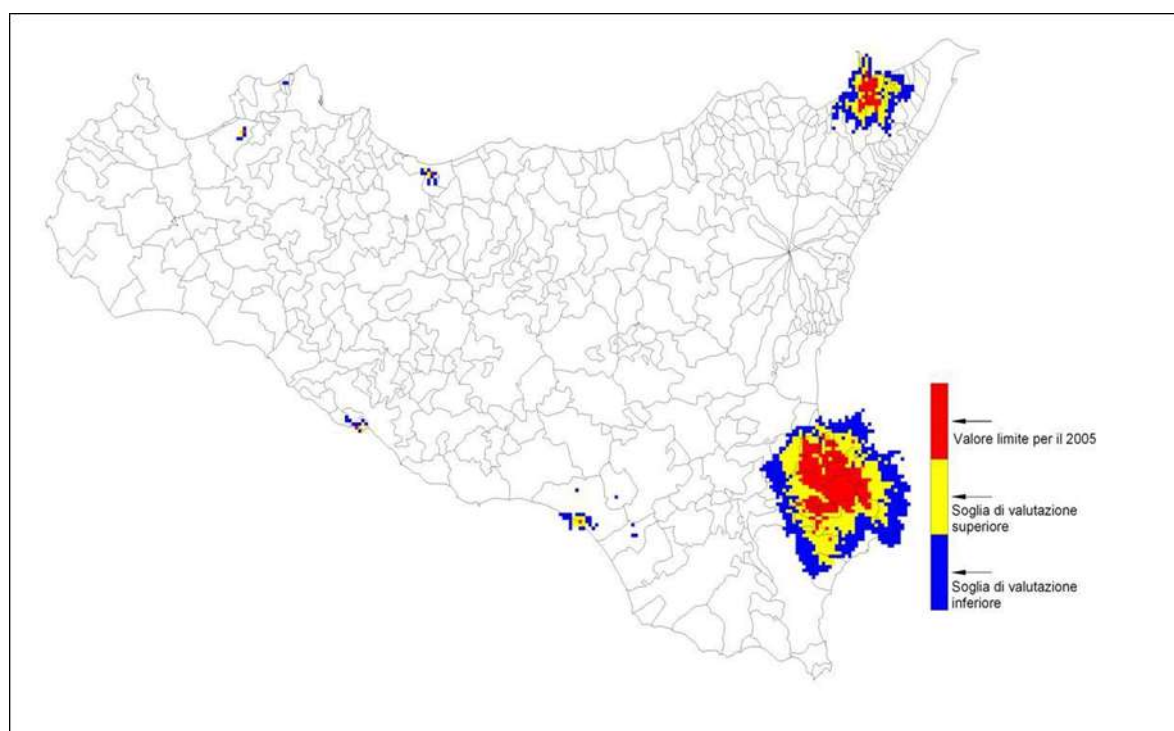 Valore limite per il 2005
Soglia di valutazione
superiore
Soglia di valutazione
inferiore